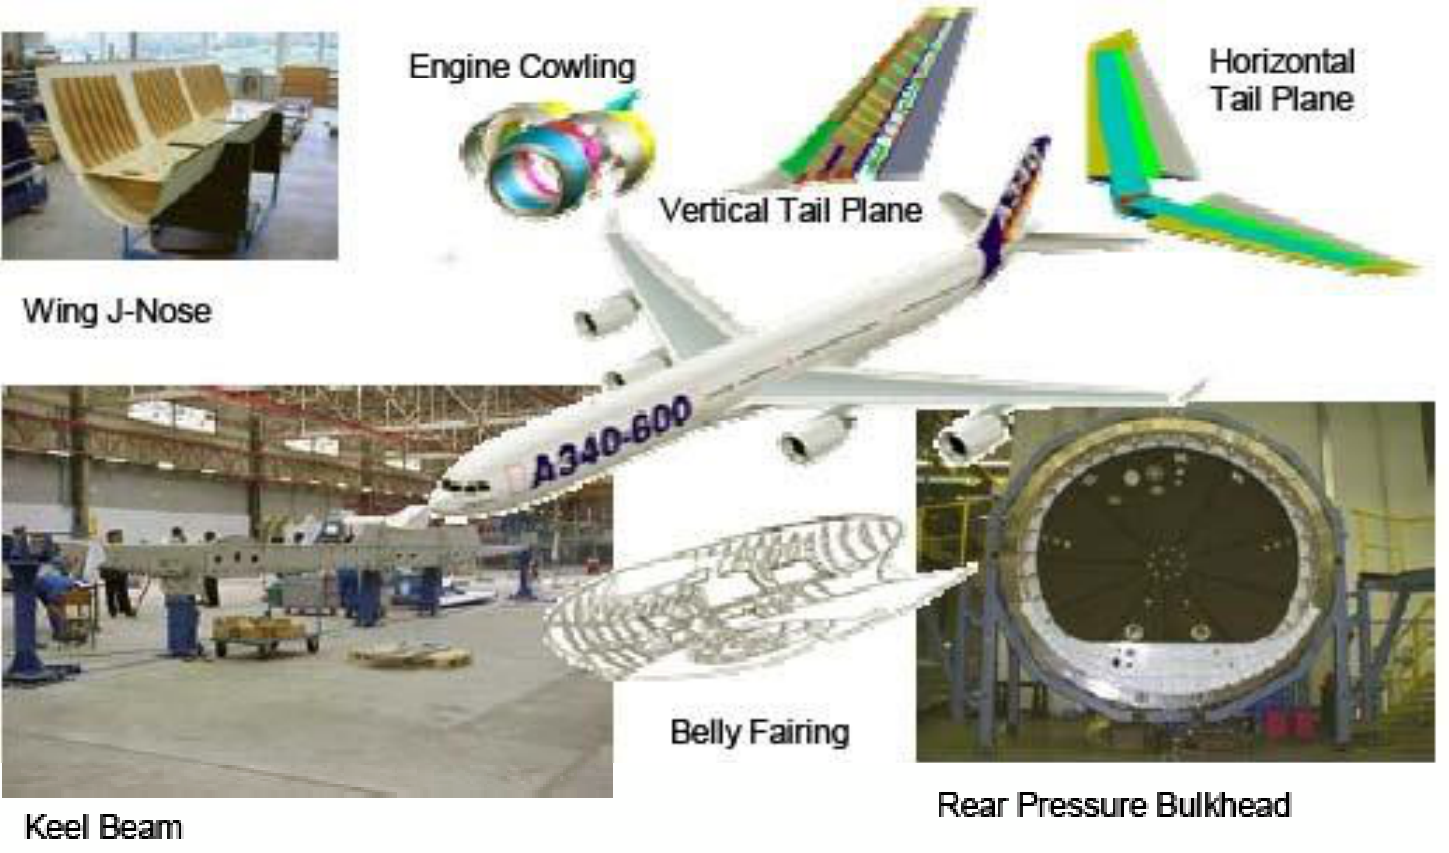 Engine Cowling
Horizontal
Tail Plane
Vertical Tail Plane
Wing J-Nose
A340-600
Belly Fairing
Rear Pressure Bulkhead
Keel Beam